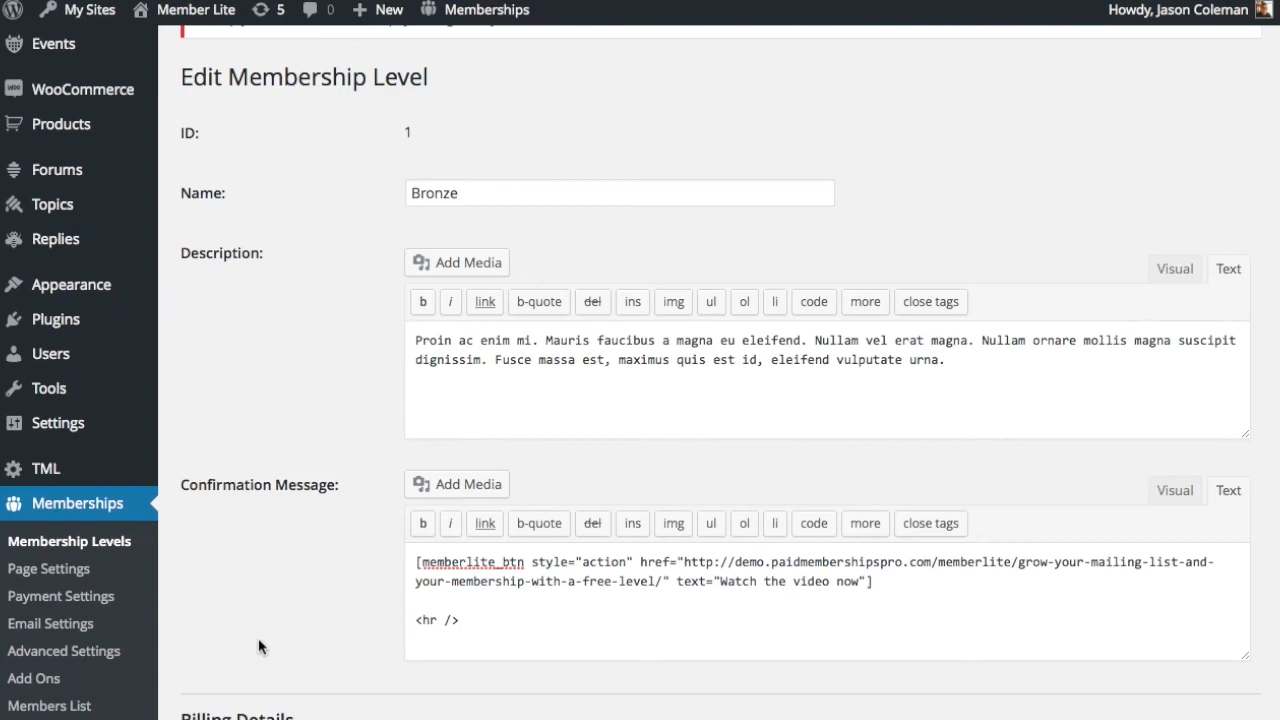 My Sites Member Lite 5 0 New Memberships Howdy, Jason Coleman
Events
WooCommerce
Products
Forums
Topics
Replies
Appearance
Plugins
Users
Tools
Settings
TML
Memberships
Membership Levels
Page Settings
Payment Settings
Email Settings
Advanced Settings
Add Ons
Members List
Edit Membership Level
ID: 1
Name: Bronze
Description: Add Media Visual Text
b i link b-quote del ins img ul ol li code more close tags
Proin ac enim mi. Mauris faucibus a magna eu eleifend. Nullam vel erat magna. Nullam ornare mollis magna suscipit
dignissim. Fusce massa est, maximus quis est id, eleifend vulputate urna.
Confirmation Message: Add Media Visual Text
b i link b-quote del ins img ul ol li code more close tags
[memberlite_btn style="action" href="http://demo.paidmembershipspro.com/memberlite/grow-your-mailing-list-and-
your-membership-with-a-free-level/" text="Watch the video now"]
<hr />
Billing Details